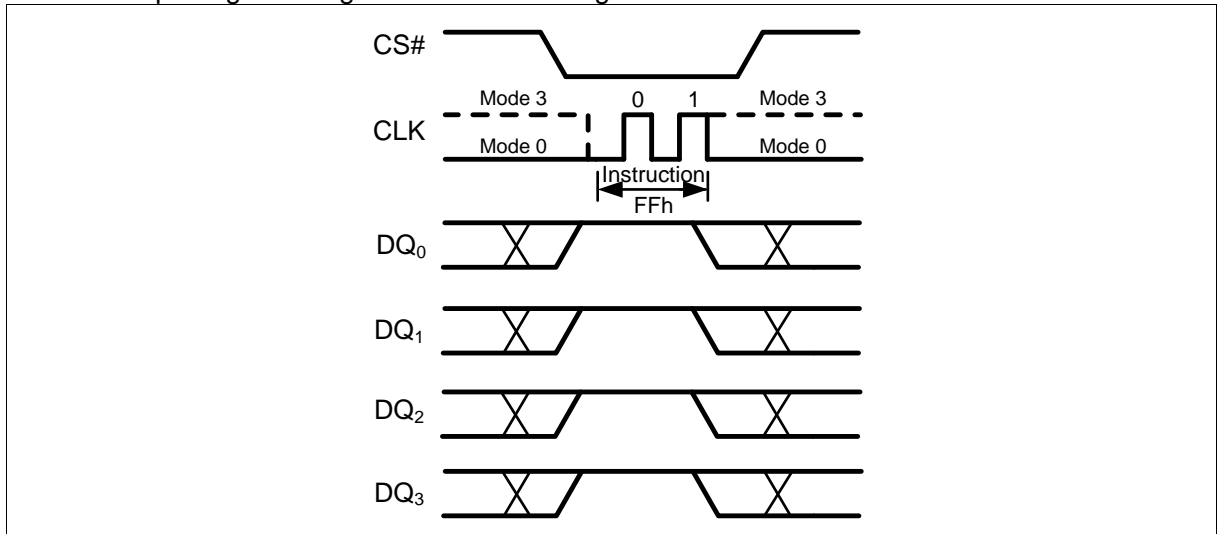 CS#
Mode 3 0 1 Mode 3
CLK
Mode 0 Mode 0
Instruction
FFh
DQ0
DQ1
DQ2
DQ3